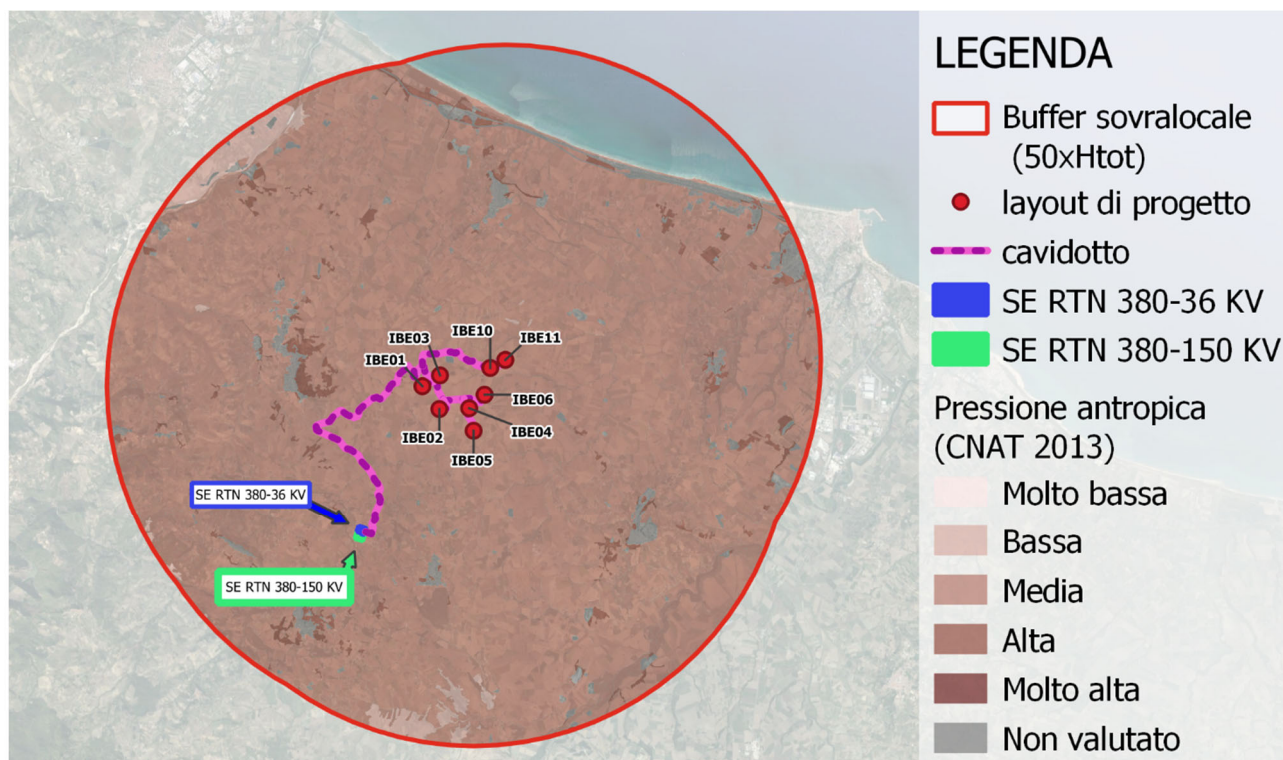 LEGENDA
Buffer sovralocale
(50xHtot)
layout di progetto
cavidotto
SE RTN 380-36 KV
SE RTN 380-150 KV
Pressione antropica
(CNAT 2013)
Molto bassa
Bassa
Media
Alta
Molto alta
Non valutato
IBE03
IBE10
IBE11
IBE01
IBE06
IBE02
IBE04
IBE05
SE RTN 380-36 KV
SE RTN 380-150 KV